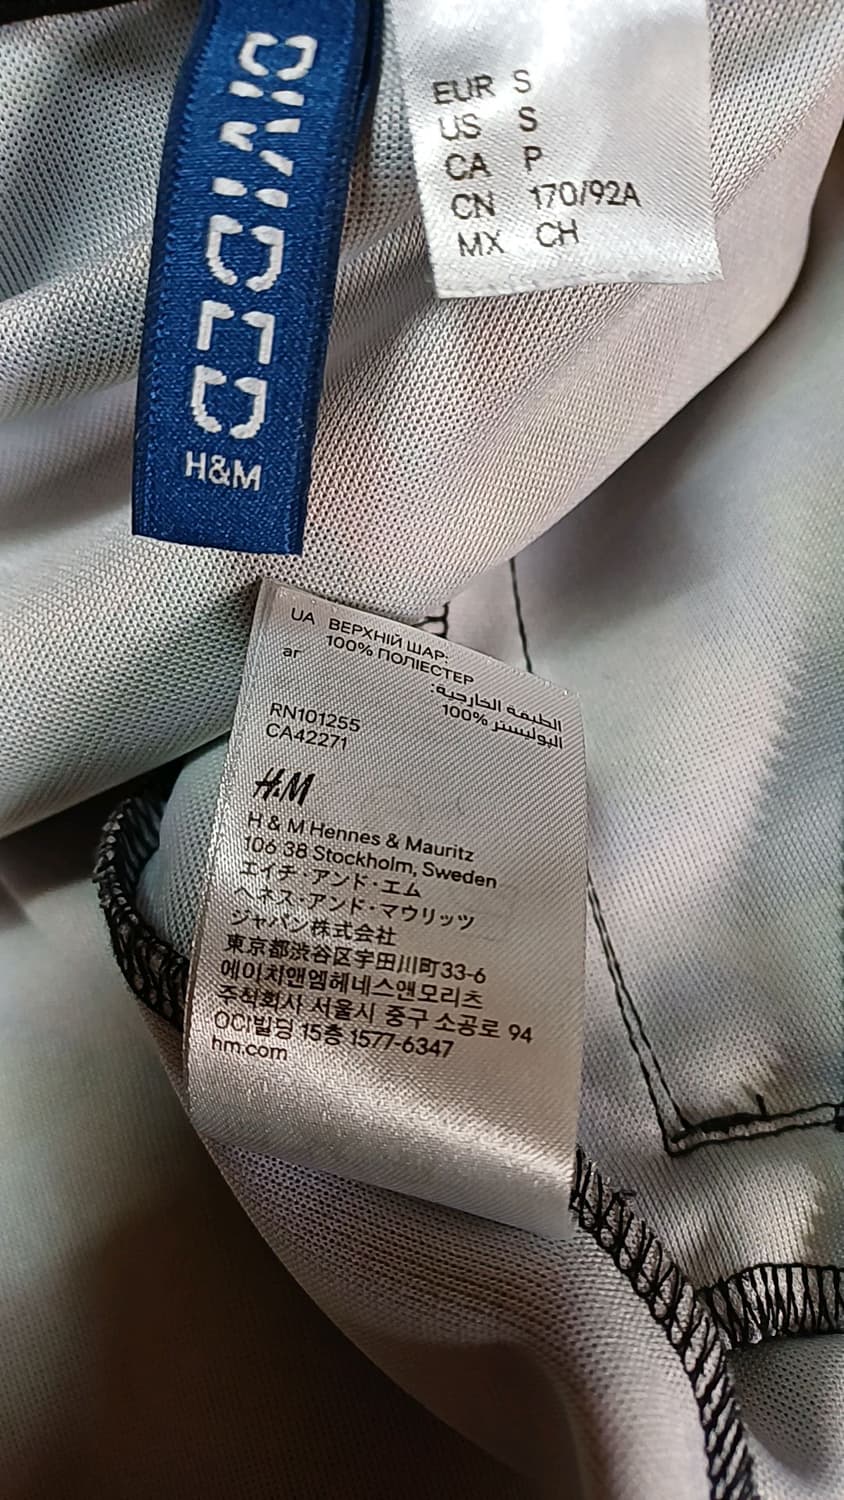 DIVIDED
H&M
EUR S
US S
CA P
CN 170/92A
MX CH
UA ВЕРХНІЙ ШАР:
100% ПОЛІЕСТЕР
ar
الطبقة الخارجية:
البوليستر %100
RN101255
CA42271
H&M
H & M Hennes & Mauritz
106 38 Stockholm, Sweden
エイチ・アンド・エム
ヘネス・アンド・マウリッツ
ジャパン株式会社
東京都渋谷区宇田川町33-6
에이치앤엠헤네스앤모리츠
주식회사 서울시 중구 소공로 94
OCI빌딩 15층 1577-6347
hm.com